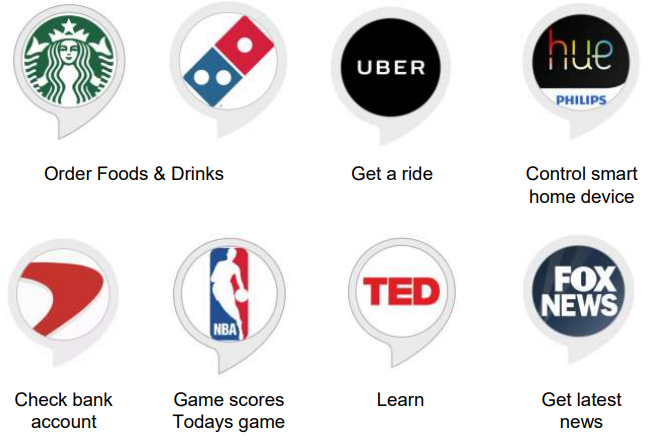 UBER
hue
PHILIPS
Order Foods & Drinks
Get a ride
Control smart
home device
NBA
TED
FOX
NEWS
Check bank
account
Game scores
Todays game
Learn
Get latest
news